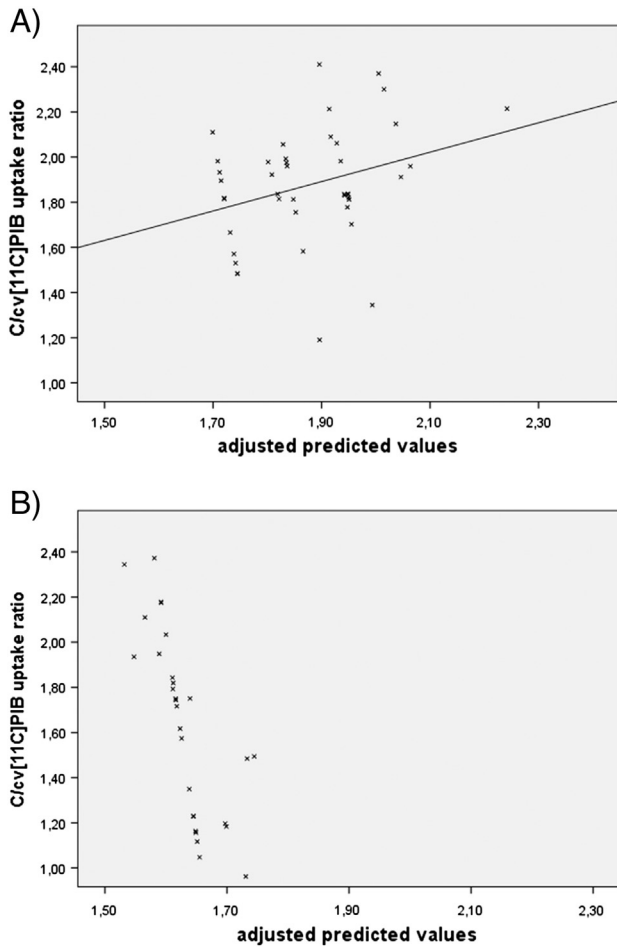 A)
C/cv[11C]PIB uptake ratio
2,40
2,20
2,00
1,80
1,60
1,40
1,20
1,00
1,50 1,70 1,90 2,10 2,30
adjusted predicted values
B)
C/cv[11C]PIB uptake ratio
2,40
2,20
2,00
1,80
1,60
1,40
1,20
1,00
1,50 1,70 1,90 2,10 2,30
adjusted predicted values